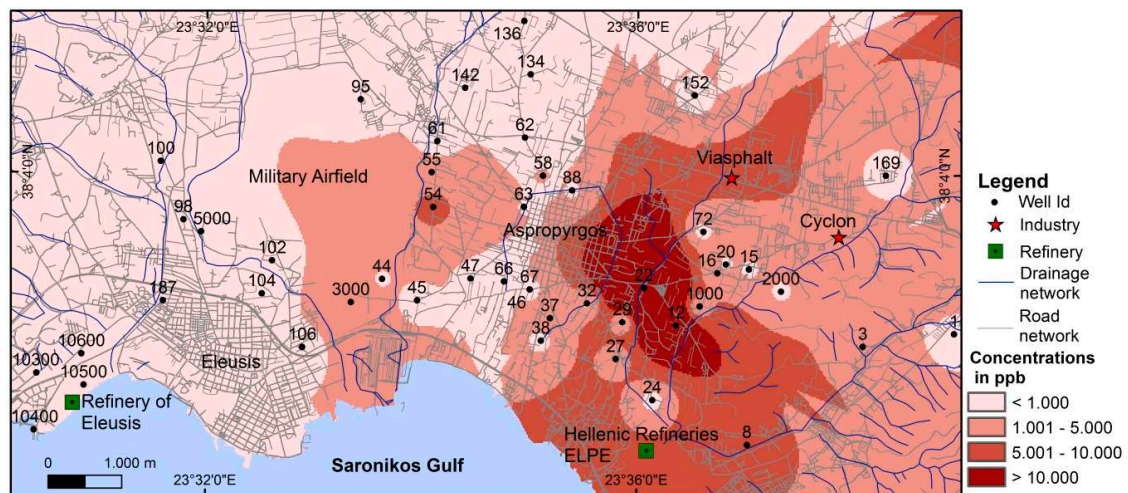 23°32'0"E
23°36'0"E
136
134
142
95
152
61
62
100
38°4'0"N
55
58
Viasphalt
169
38°4'0"N
Military Airfield
88
54
63
98
5000
Aspropyrgos
72
Cyclon
102
20
16
15
44
47
66
67
22
2000
104
187
3000
45
46
32
1000
37
29
12
38
3
1
106
10600
27
10300
Eleusis
10500
24
Refinery of
Eleusis
10400
8
Hellenic Refineries
ELPE
0
1.000 m
Saronikos Gulf
23°32'0"E
23°36'0"E
Legend
Well Id
Industry
Refinery
Drainage
network
Road
network
Concentrations
in ppb
< 1.000
1.001 - 5.000
5.001 - 10.000
> 10.000